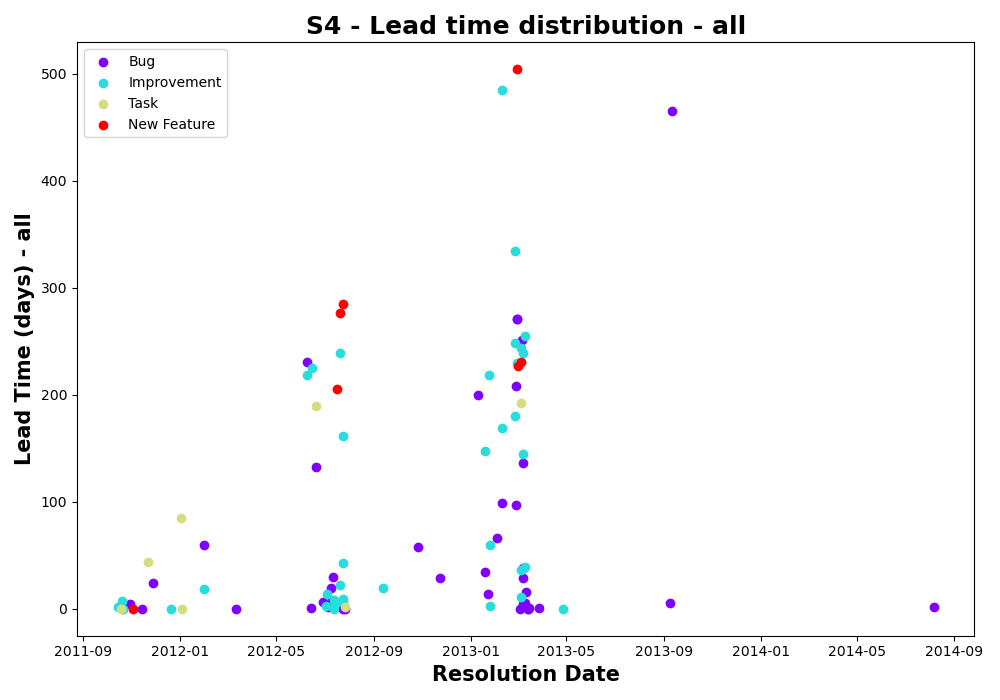 S4 - Lead time distribution - all
Bug
Improvement
Task
New Feature
Lead Time (days) - all
500
400
300
200
100
0
2011-09 2012-01 2012-05 2012-09 2013-01 2013-05 2013-09 2014-01 2014-05 2014-09
Resolution Date